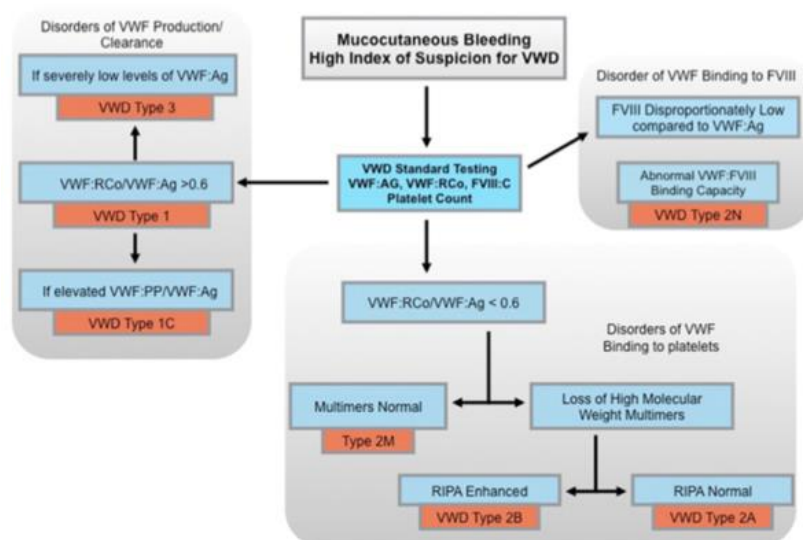 Disorders of VWF Production/
Clearance
If severely low levels of VWF:Ag
VWD Type 3
VWF:RCo/VWF:Ag >0.6
VWD Type 1
If elevated VWF:PP/VWF:Ag
VWD Type 1C
Mucocutaneous Bleeding
High Index of Suspicion for VWD
VWD Standard Testing
VWF:AG, VWF:RCo, FVIII:C
Platelet Count
Disorder of VWF Binding to FVIII
FVIII Disproportionately Low
compared to VWF:Ag
Abnormal VWF:FVIII
Binding Capacity
VWD Type 2N
VWF:RCo/VWF:Ag < 0.6
Disorders of VWF
Binding to platelets
Multimers Normal
Type 2M
Loss of High Molecular
Weight Multimers
RIPA Enhanced
VWD Type 2B
RIPA Normal
VWD Type 2A